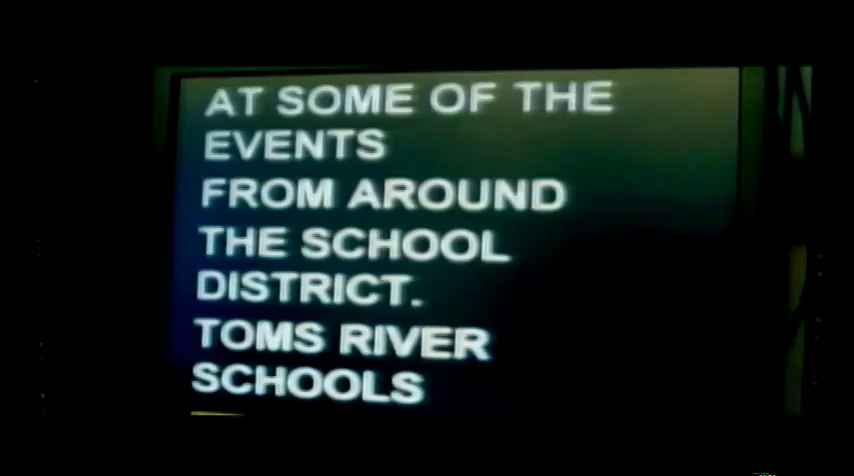 AT SOME OF THE
EVENTS
FROM AROUND
THE SCHOOL
DISTRICT.
TOMS RIVER
SCHOOLS